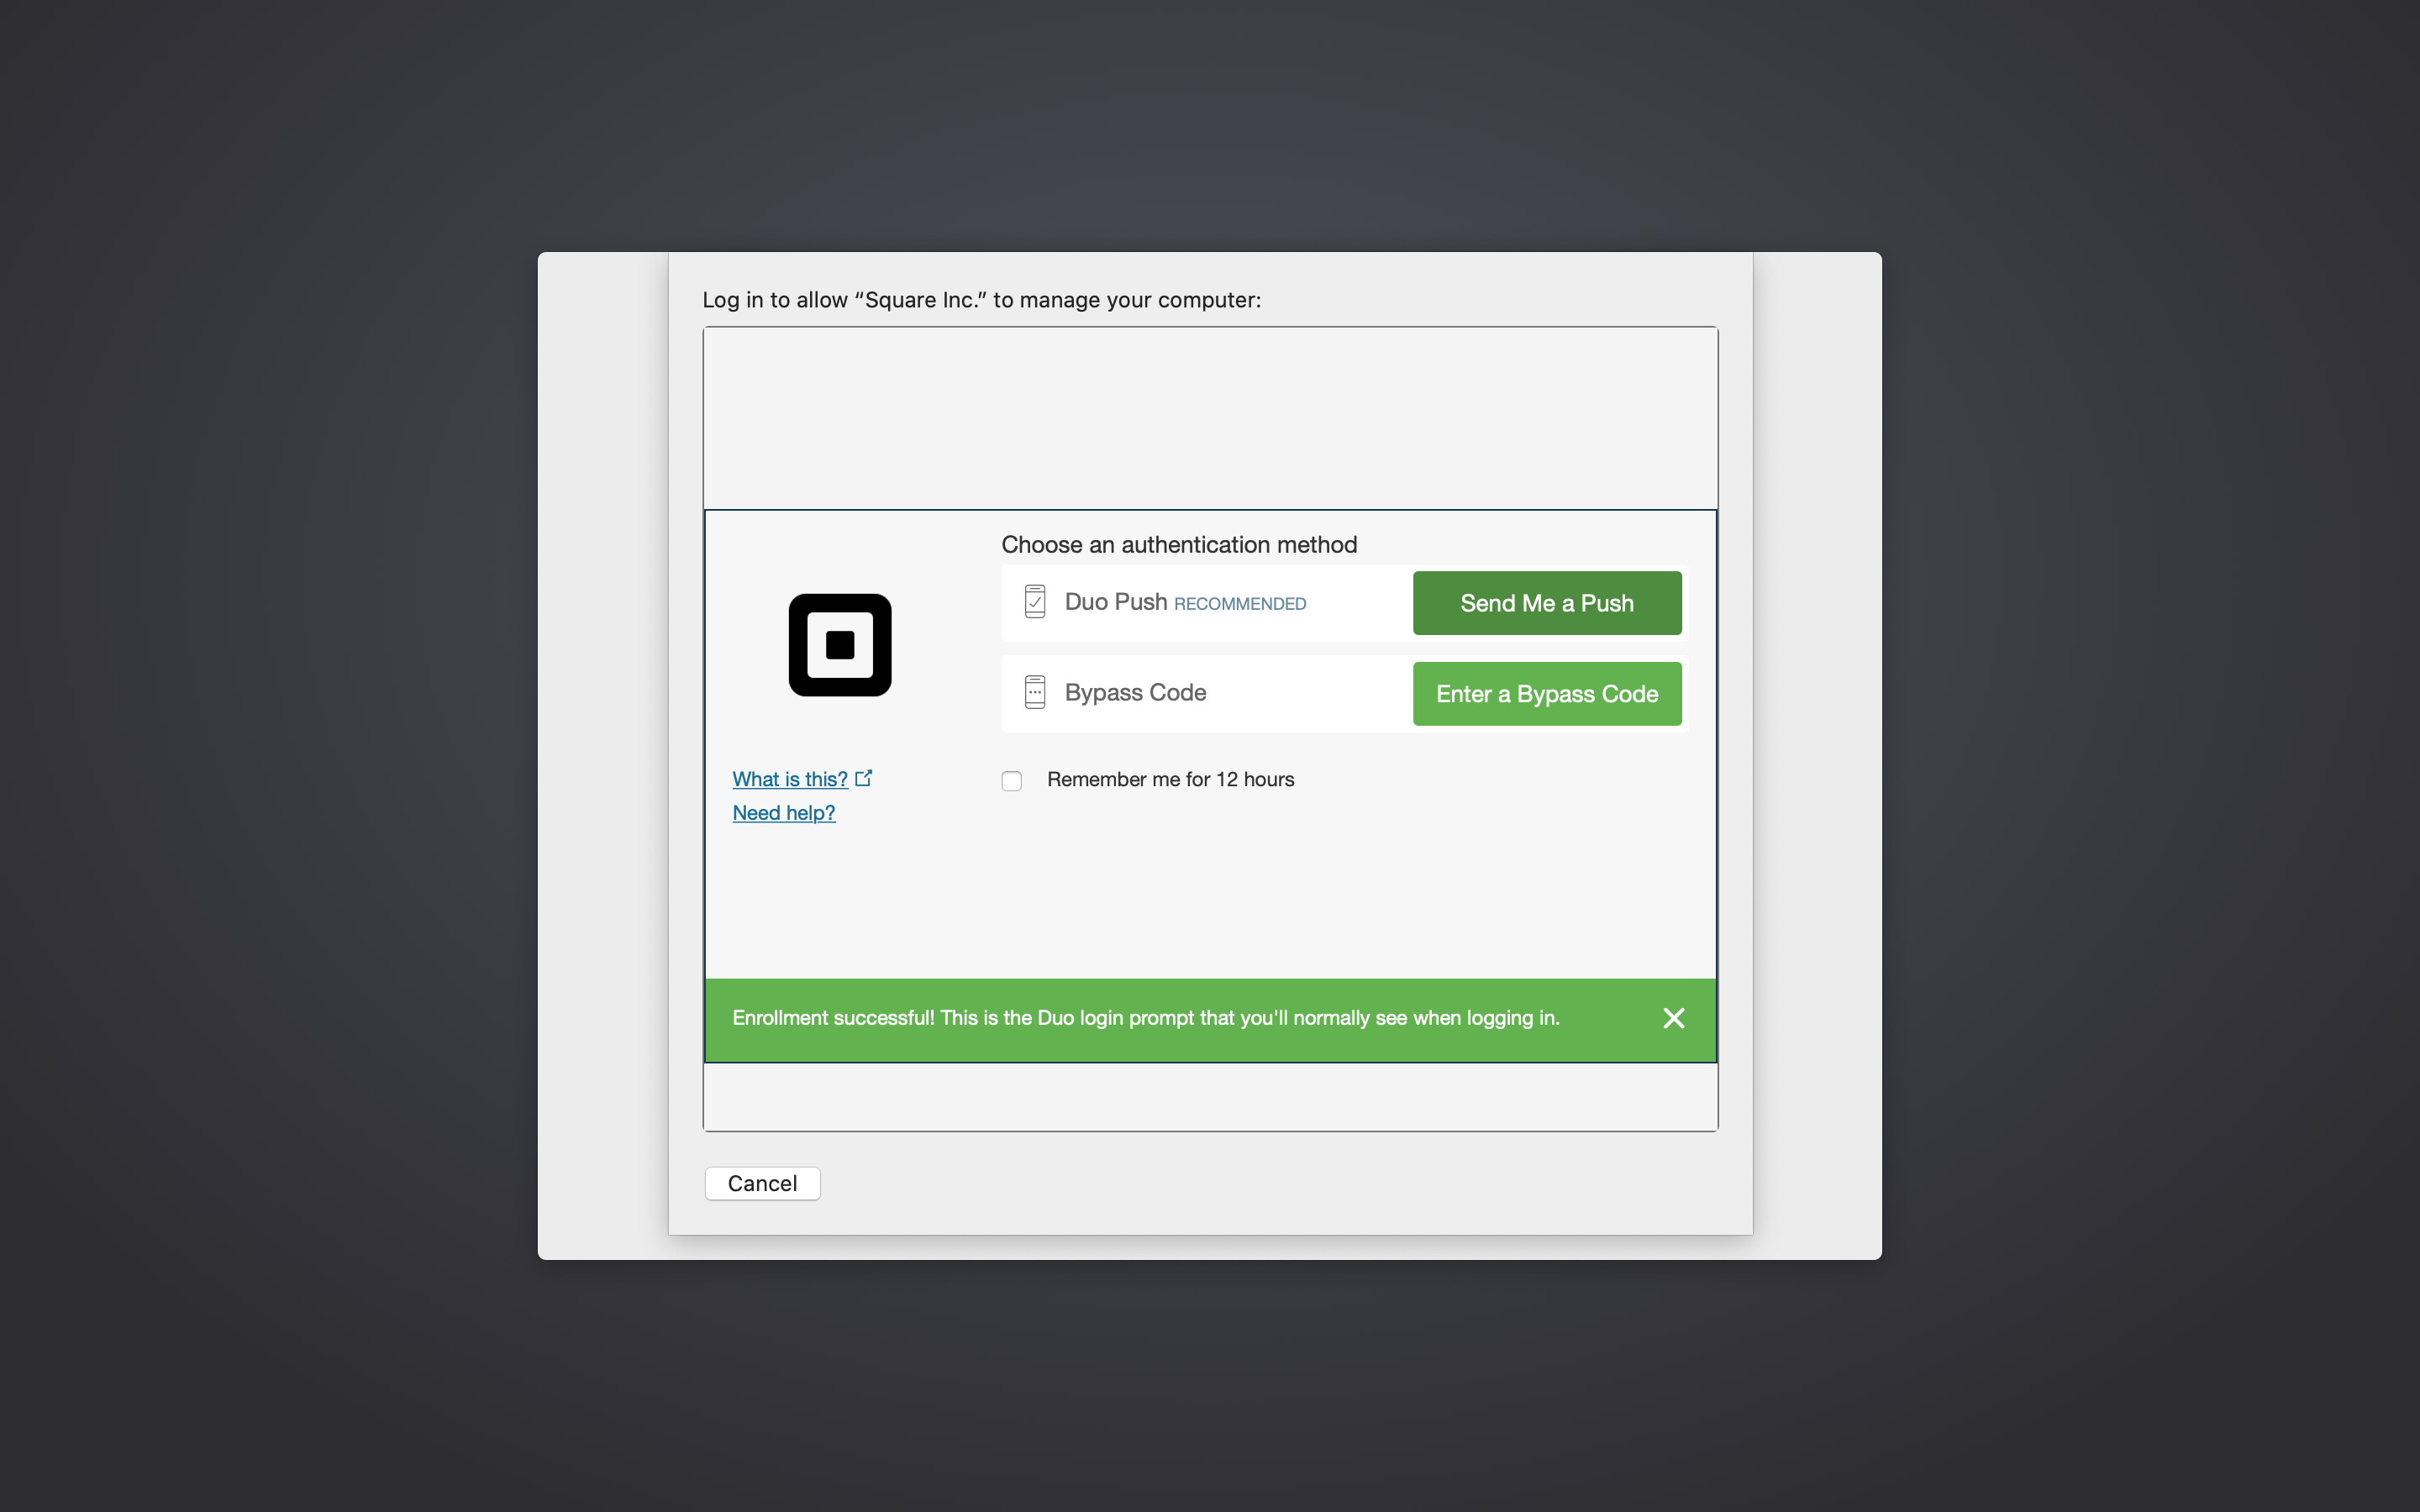 Log in to allow “Square Inc.” to manage your computer:
Choose an authentication method
Duo Push RECOMMENDED
Send Me a Push
Bypass Code
Enter a Bypass Code
What is this?
Remember me for 12 hours
Need help?
Enrollment successful! This is the Duo login prompt that you'll normally see when logging in.
Cancel